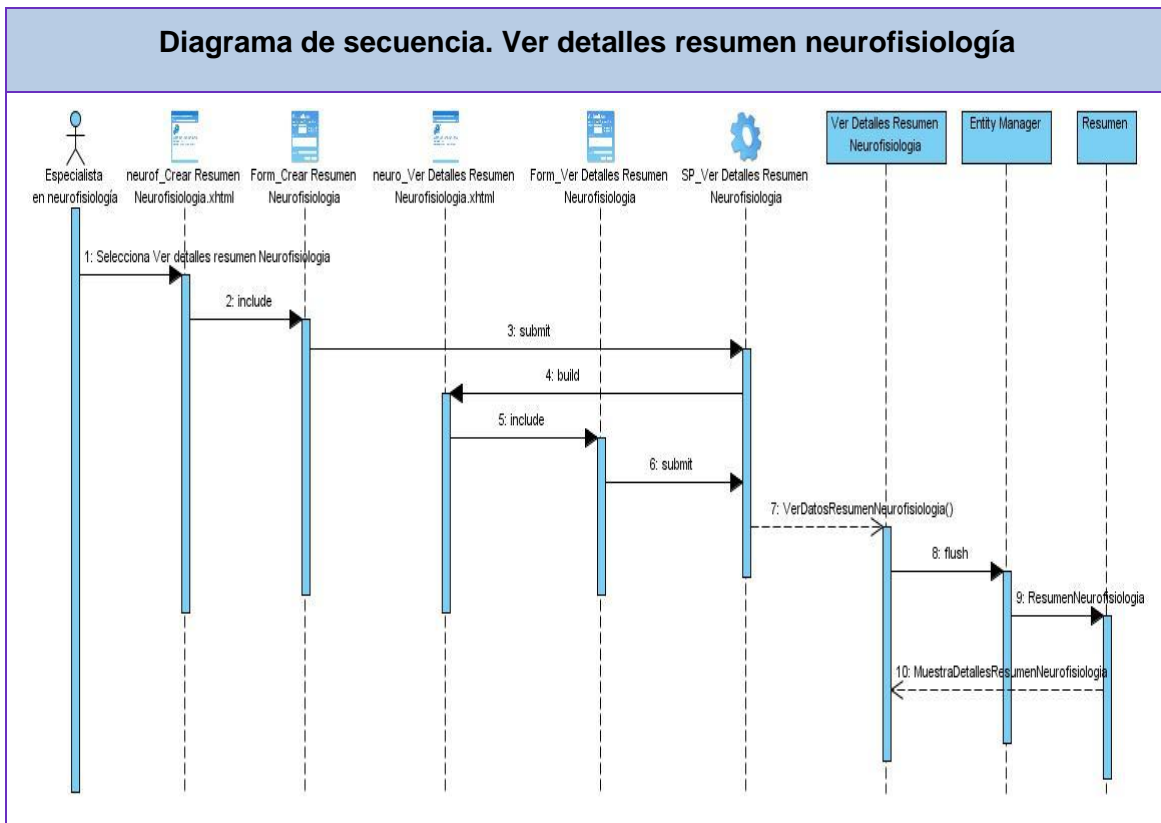 Diagrama de secuencia. Ver detalles resumen neurofisiología
Especialista
en neurofisiología
neurof_Crear Resumen
Neurofisiologia.xhtml
Form_Crear Resumen
Neurofisiologia
neuro_Ver Detalles Resumen
Neurofisiologia.xhtml
Form_Ver Detalles Resumen
Neurofisiologia
SP_Ver Detalles Resumen
Neurofisiologia
Ver Detalles Resumen
Neurofisiologia
Entity Manager
Resumen
1: Selecciona Ver detalles resumen Neurofisiologia
2: include
3: submit
4: build
5: include
6: submit
7: VerDatosResumenNeurofisiologia()
8: flush
9: ResumenNeurofisiologia
10: MuestraDetallesResumenNeurofisiologia